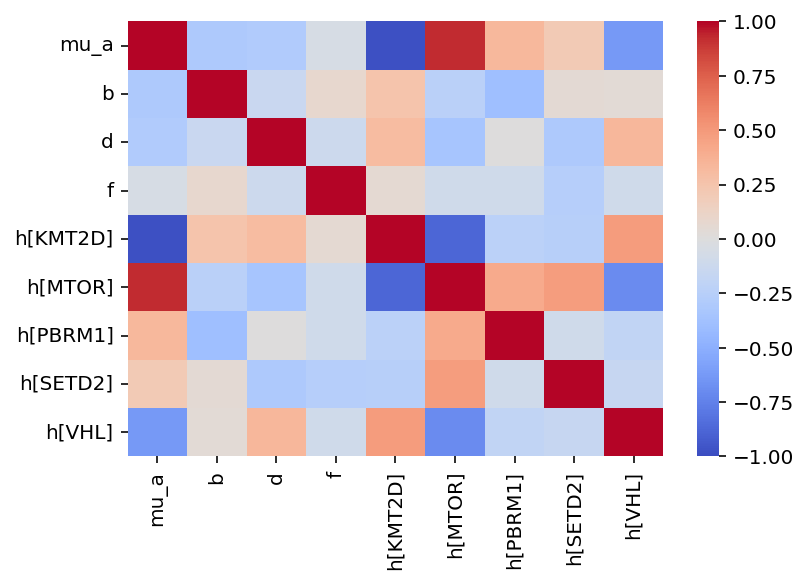 mu_a
b
d
f
h[KMT2D]
h[MTOR]
h[PBRM1]
h[SETD2]
h[VHL]
mu_a
b
d
f
h[KMT2D]
h[MTOR]
h[PBRM1]
h[SETD2]
h[VHL]
1.00
0.75
0.50
0.25
0.00
−0.25
−0.50
−0.75
−1.00